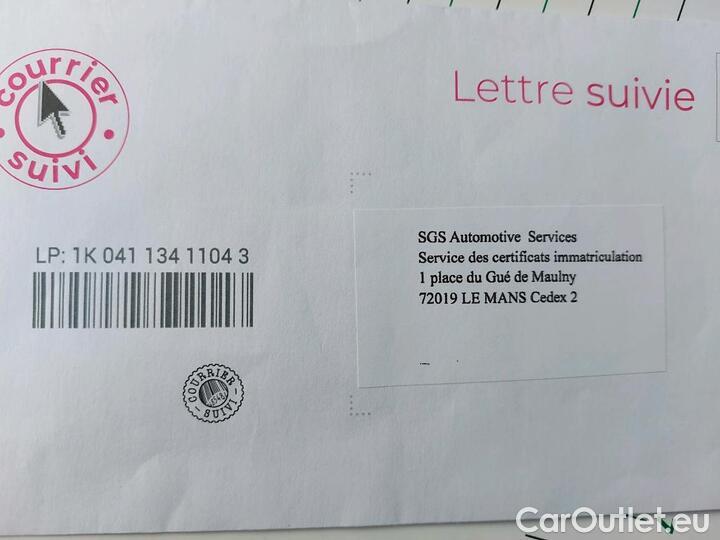 courrier
suivi
Lettre suivie
LP: 1K 041 134 1104 3
SGS Automotive Services
Service des certificats immatriculation
1 place du Gué de Maulny
72019 LE MANS Cedex 2
COURRIER
SUIVI
CarOutlet.eu